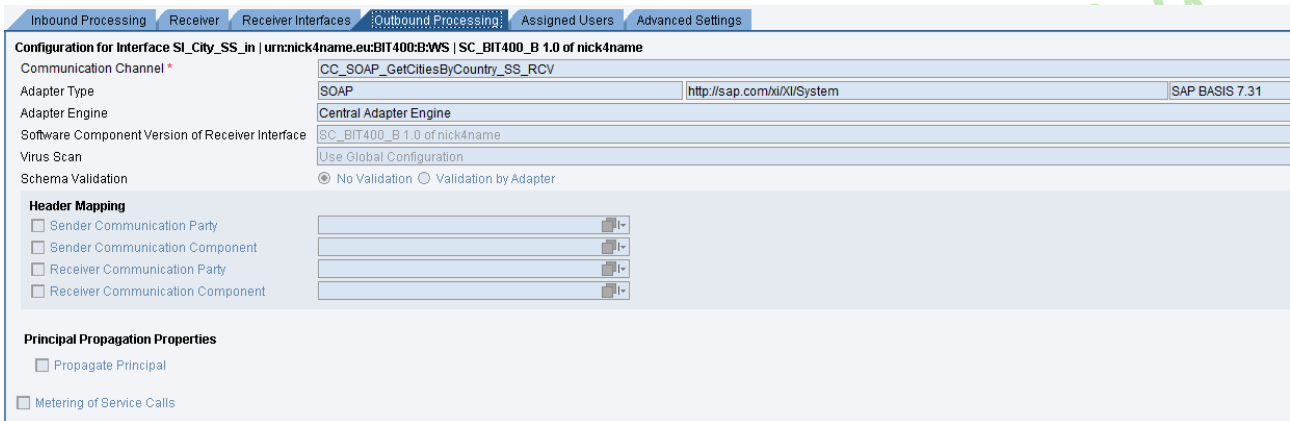 Inbound Processing Receiver Receiver Interfaces Outbound Processing Assigned Users Advanced Settings
Configuration for Interface SI_City_SS_in | urn:nick4name.eu:BIT400:B:WS | SC_BIT400_B 1.0 of nick4name
Communication Channel * CC_SOAP_GetCitiesByCountry_SS_RCV
Adapter Type SOAP http://sap.com/xi/XI/System SAP BASIS 7.31
Adapter Engine Central Adapter Engine
Software Component Version of Receiver Interface SC_BIT400_B 1.0 of nick4name
Virus Scan Use Global Configuration
Schema Validation No Validation Validation by Adapter
Header Mapping
Sender Communication Party
Sender Communication Component
Receiver Communication Party
Receiver Communication Component
Principal Propagation Properties
Propagate Principal
Metering of Service Calls